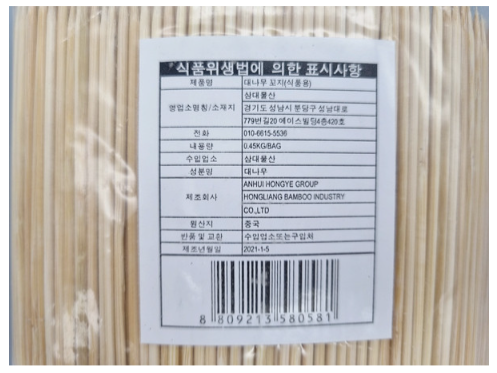 *식품위생법에 의한 표시사항
제품명 대나무 꼬지(식품용)
삼대물산
영업소명칭/소재지 경기도 성남시 분당구 성남대로
779번길20 에이스빌딩4층420호
전화 010-6615-5536
내용량 0.45KG/BAG
수입업소 삼대물산
성분명 대나무
ANHUI HONGYE GROUP
제조회사 HONGLIANG BAMBOO INDUSTRY
CO.,LTD
원산지 중국
반품 및 교환 수입업소또는구입처
제조년월일 2021-1-5
8 809213 580581